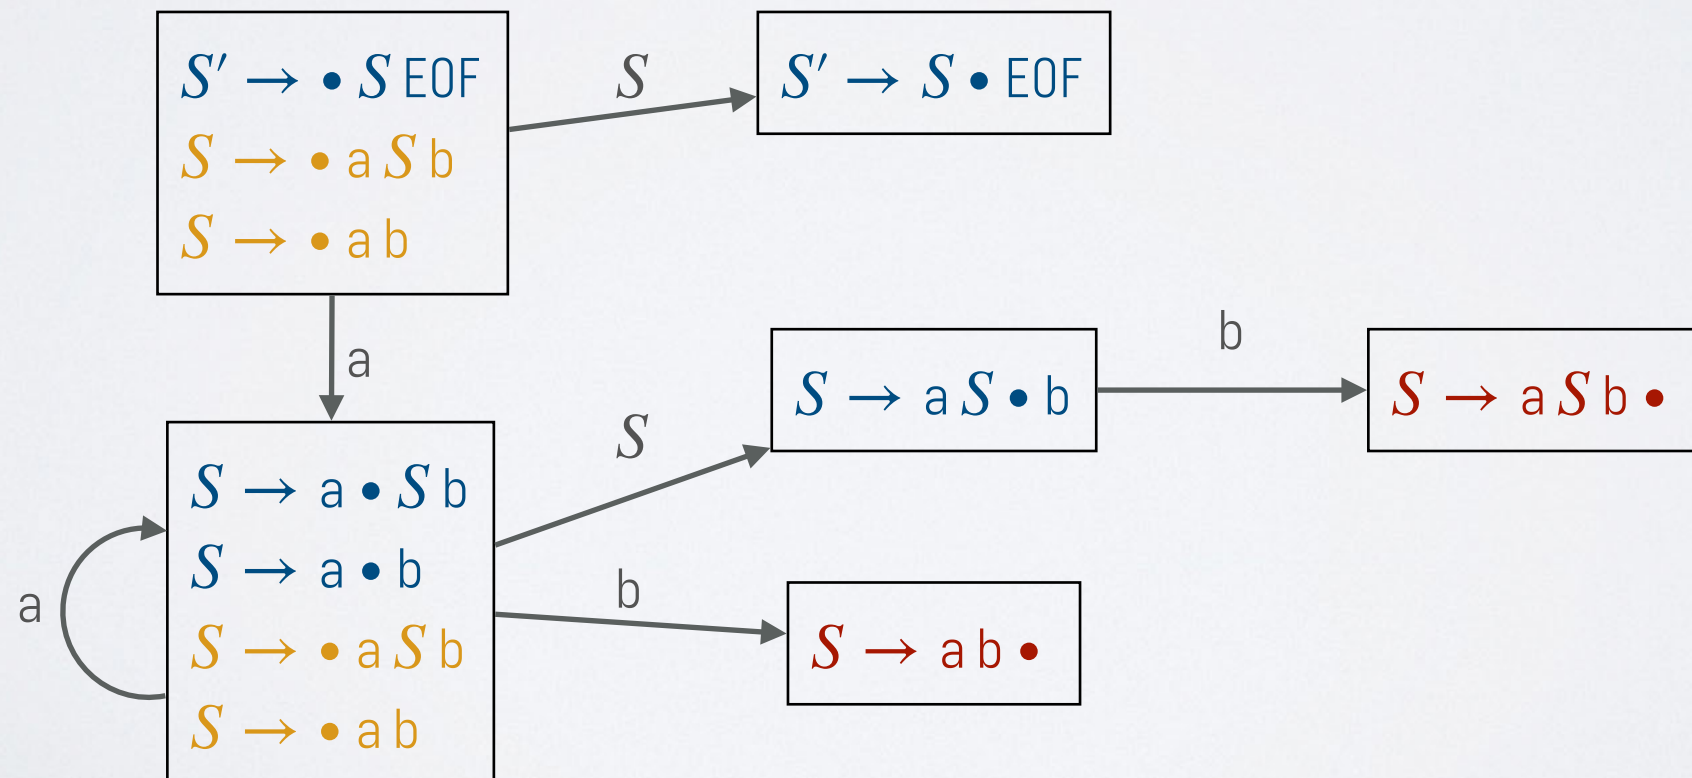 S′ → • S EOF
S → • a S b
S → • a b
S
S′ → S • EOF
a
S → a • S b
S → a • b
S → • a S b
S → • a b
a
S
S → a S • b
b
S → a S b •
b
S → a b •